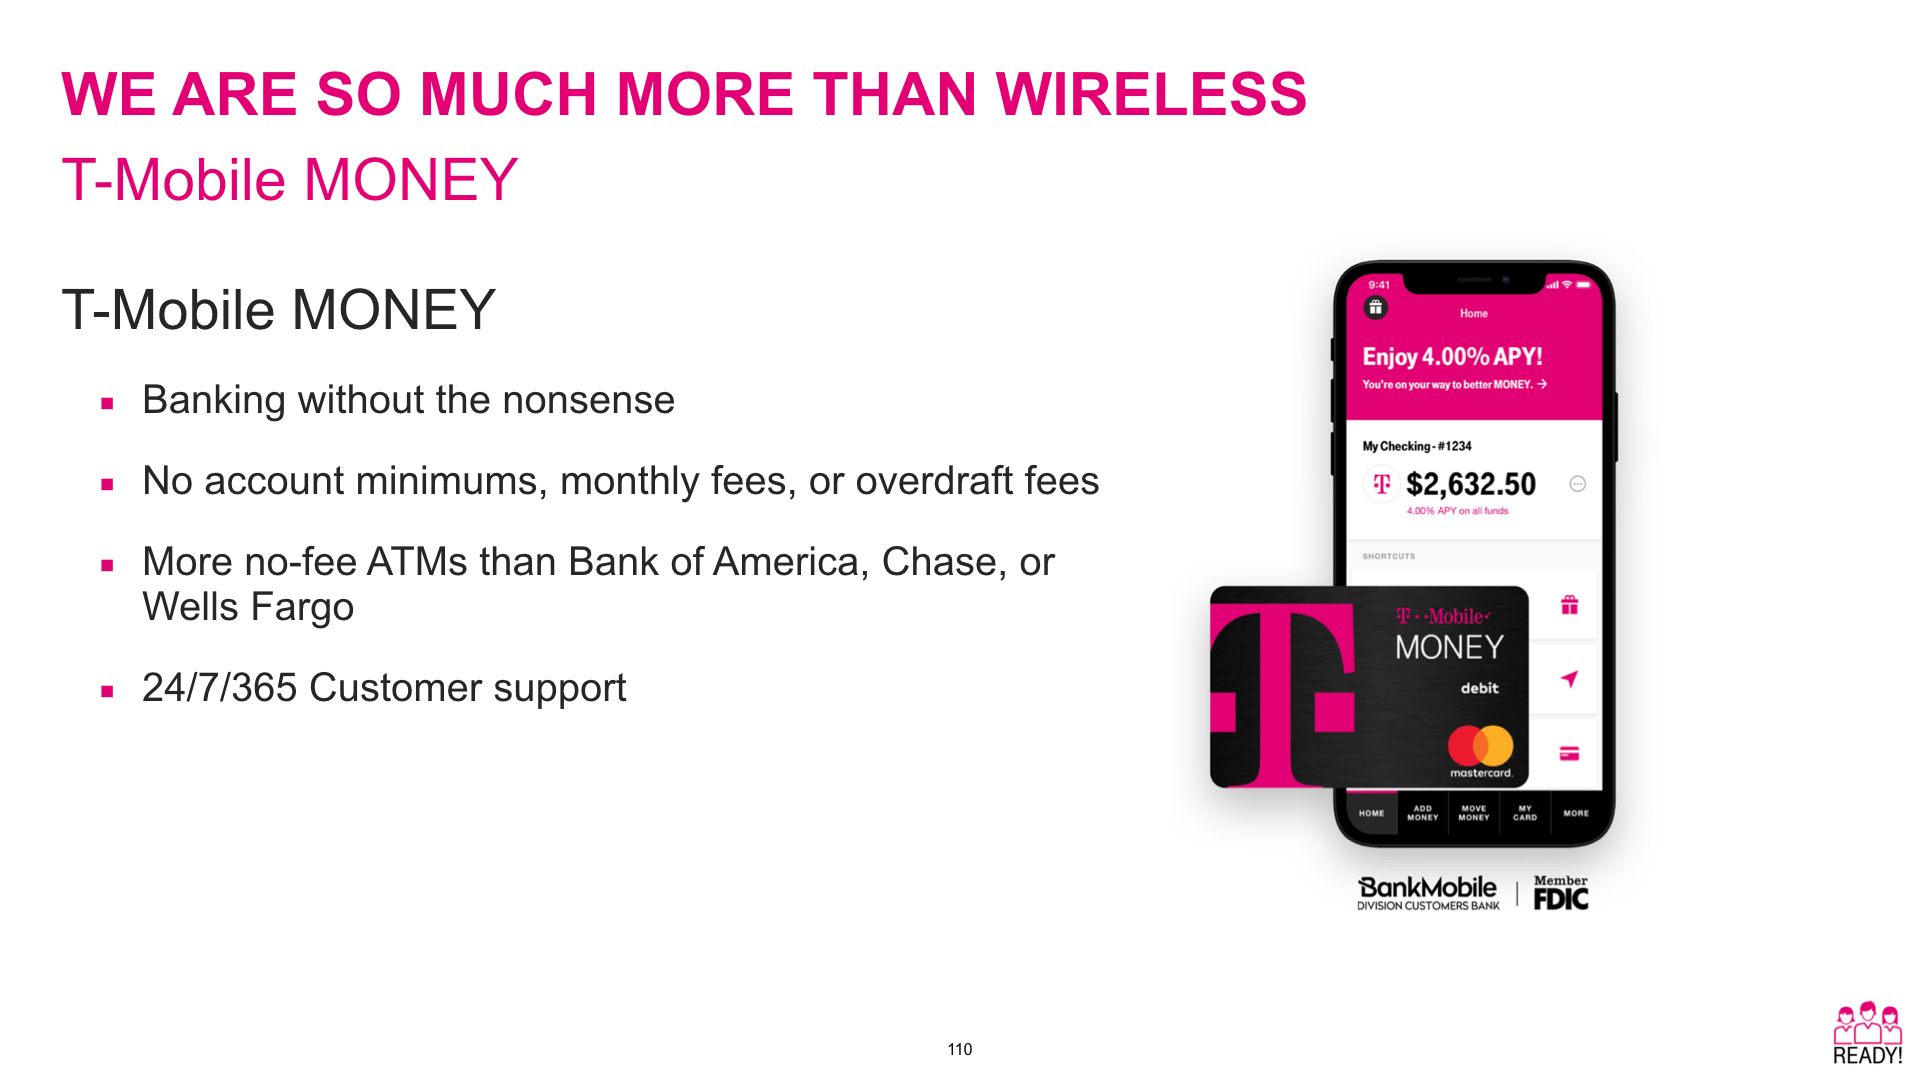 WE ARE SO MUCH MORE THAN WIRELESS
T-Mobile MONEY
T-Mobile MONEY
Banking without the nonsense
No account minimums, monthly fees, or overdraft fees
More no-fee ATMs than Bank of America, Chase, or
Wells Fargo
24/7/365 Customer support
9:41
Home
Enjoy 4.00% APY!
You're on your way to better MONEY. →
My Checking - #1234
T
$2,632.50
4.00% APY on all funds
SHORTCUTS
T
T··Mobile·
MONEY
debit
mastercard.
HOME
ADD MONEY
MOVE MONEY
MY CARD
MORE
BankMobile
DIVISION CUSTOMERS BANK
Member
FDIC
110
READY!